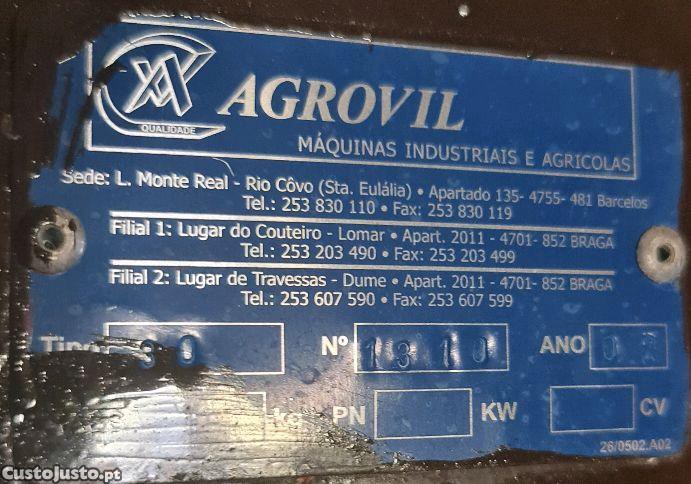 QUALIDADE
AGROVIL
MÁQUINAS INDUSTRIAIS E AGRICOLAS
Sede: L. Monte Real - Rio Côvo (Sta. Eulália) • Apartado 135- 4755- 481 Barcelos
Tel.: 253 830 110 • Fax: 253 830 119
Filial 1: Lugar do Couteiro - Lomar • Apart. 2011 - 4701- 852 BRAGA
Tel.: 253 203 490 • Fax: 253 203 499
Filial 2: Lugar de Travessas - Dume • Apart. 2011 - 4701- 852 BRAGA
Tel.: 253 607 590 • Fax: 253 607 599
Tipo Nº 1310 ANO
kg PN KW CV
26/0502.A02
CustoJusto.pt